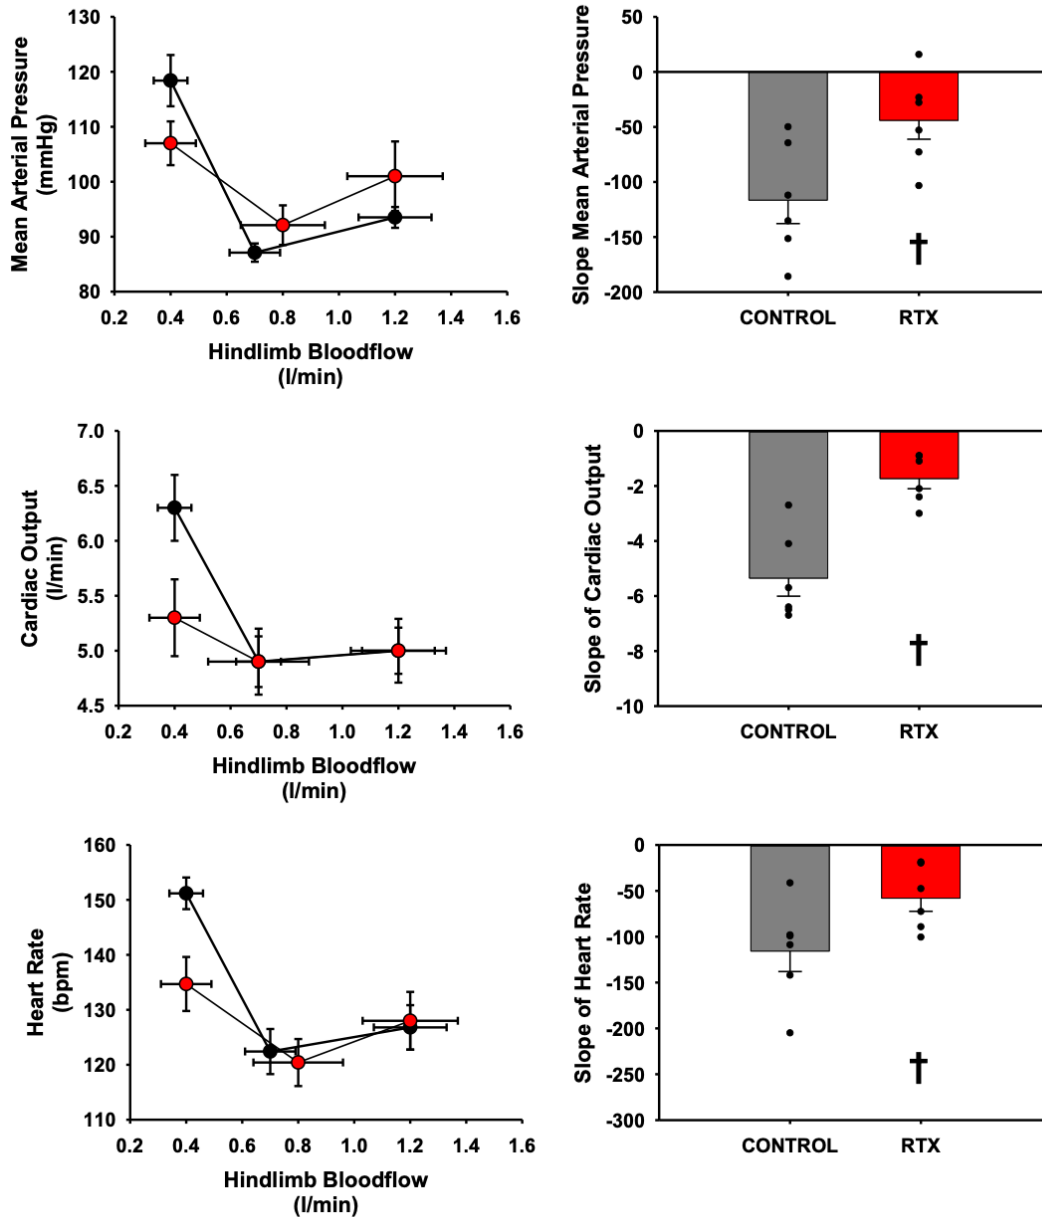 Mean Arterial Pressure
(mmHg)
130
120
110
100
90
80
0.2 0.4 0.6 0.8 1.0 1.2 1.4 1.6
Hindlimb Bloodflow
(l/min)
Slope Mean Arterial Pressure
50
0
-50
-100
-150
-200
†
CONTROL RTX
Cardiac Output
(l/min)
7.0
6.5
6.0
5.5
5.0
4.5
0.2 0.4 0.6 0.8 1.0 1.2 1.4 1.6
Hindlimb Bloodflow
(l/min)
Slope of Cardiac Output
0
-2
-4
-6
-8
-10
†
CONTROL RTX
Heart Rate
(bpm)
160
150
140
130
120
110
0.2 0.4 0.6 0.8 1.0 1.2 1.4 1.6
Hindlimb Bloodflow
(l/min)
Slope of Heart Rate
0
-50
-100
-150
-200
-250
-300
†
CONTROL RTX